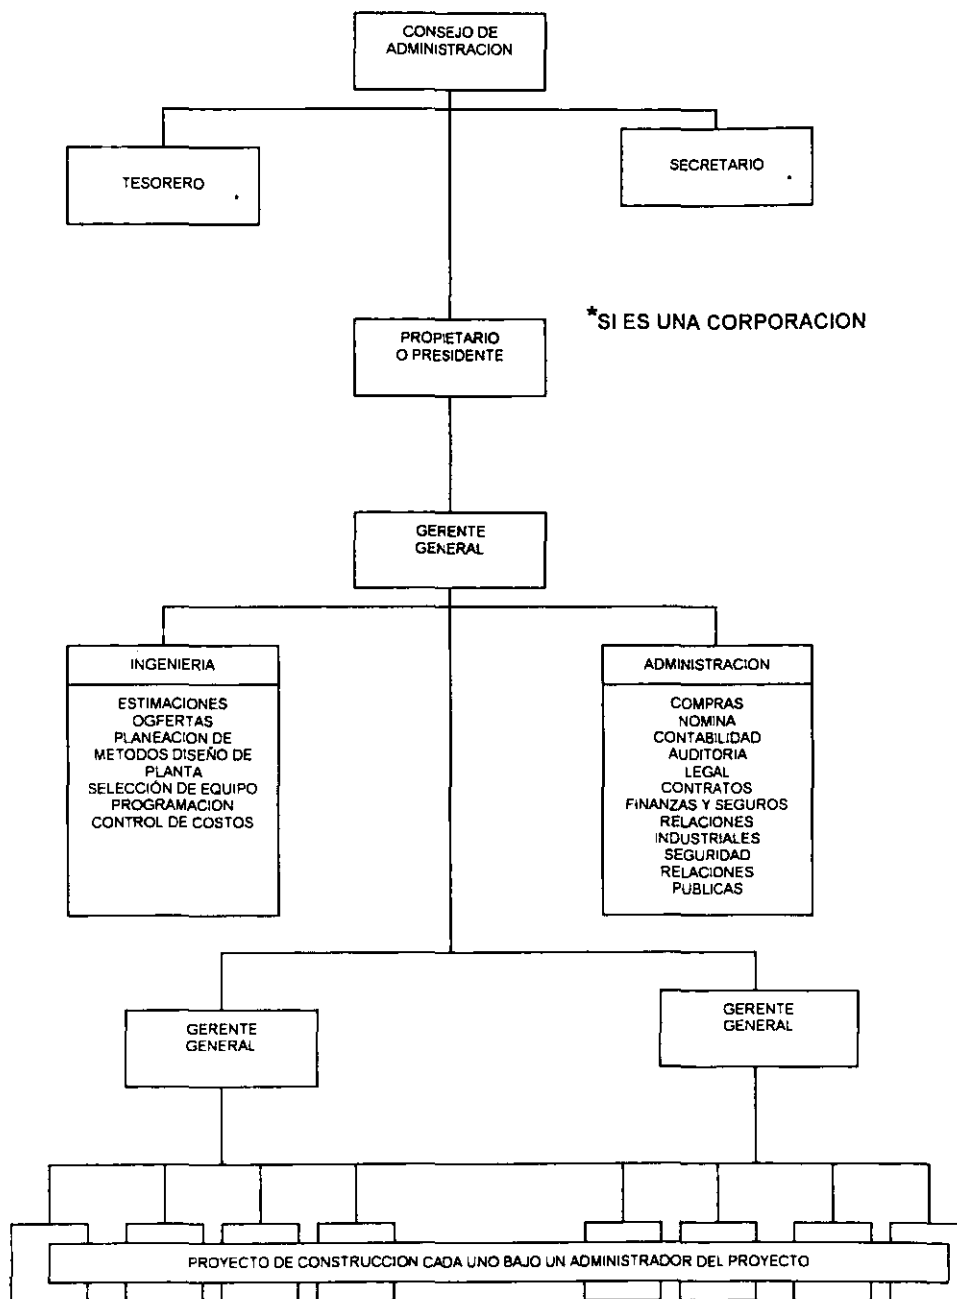 CONSEJO DE
ADMINISTRACION
TESORERO
SECRETARIO
*SI ES UNA CORPORACION
PROPIETARIO
O PRESIDENTE
GERENTE
GENERAL
INGENIERIA
ESTIMACIONES
OGFERTAS
PLANEACION DE
METODOS DISEÑO DE
PLANTA
SELECCIÓN DE EQUIPO
PROGRAMACION
CONTROL DE COSTOS
ADMINISTRACION
COMPRAS
NOMINA
CONTABILIDAD
AUDITORIA
LEGAL
CONTRATOS
FINANZAS Y SEGUROS
RELACIONES
INDUSTRIALES
SEGURIDAD
RELACIONES
PUBLICAS
GERENTE
GENERAL
GERENTE
GENERAL
PROYECTO DE CONSTRUCCION CADA UNO BAJO UN ADMINISTRADOR DEL PROYECTO